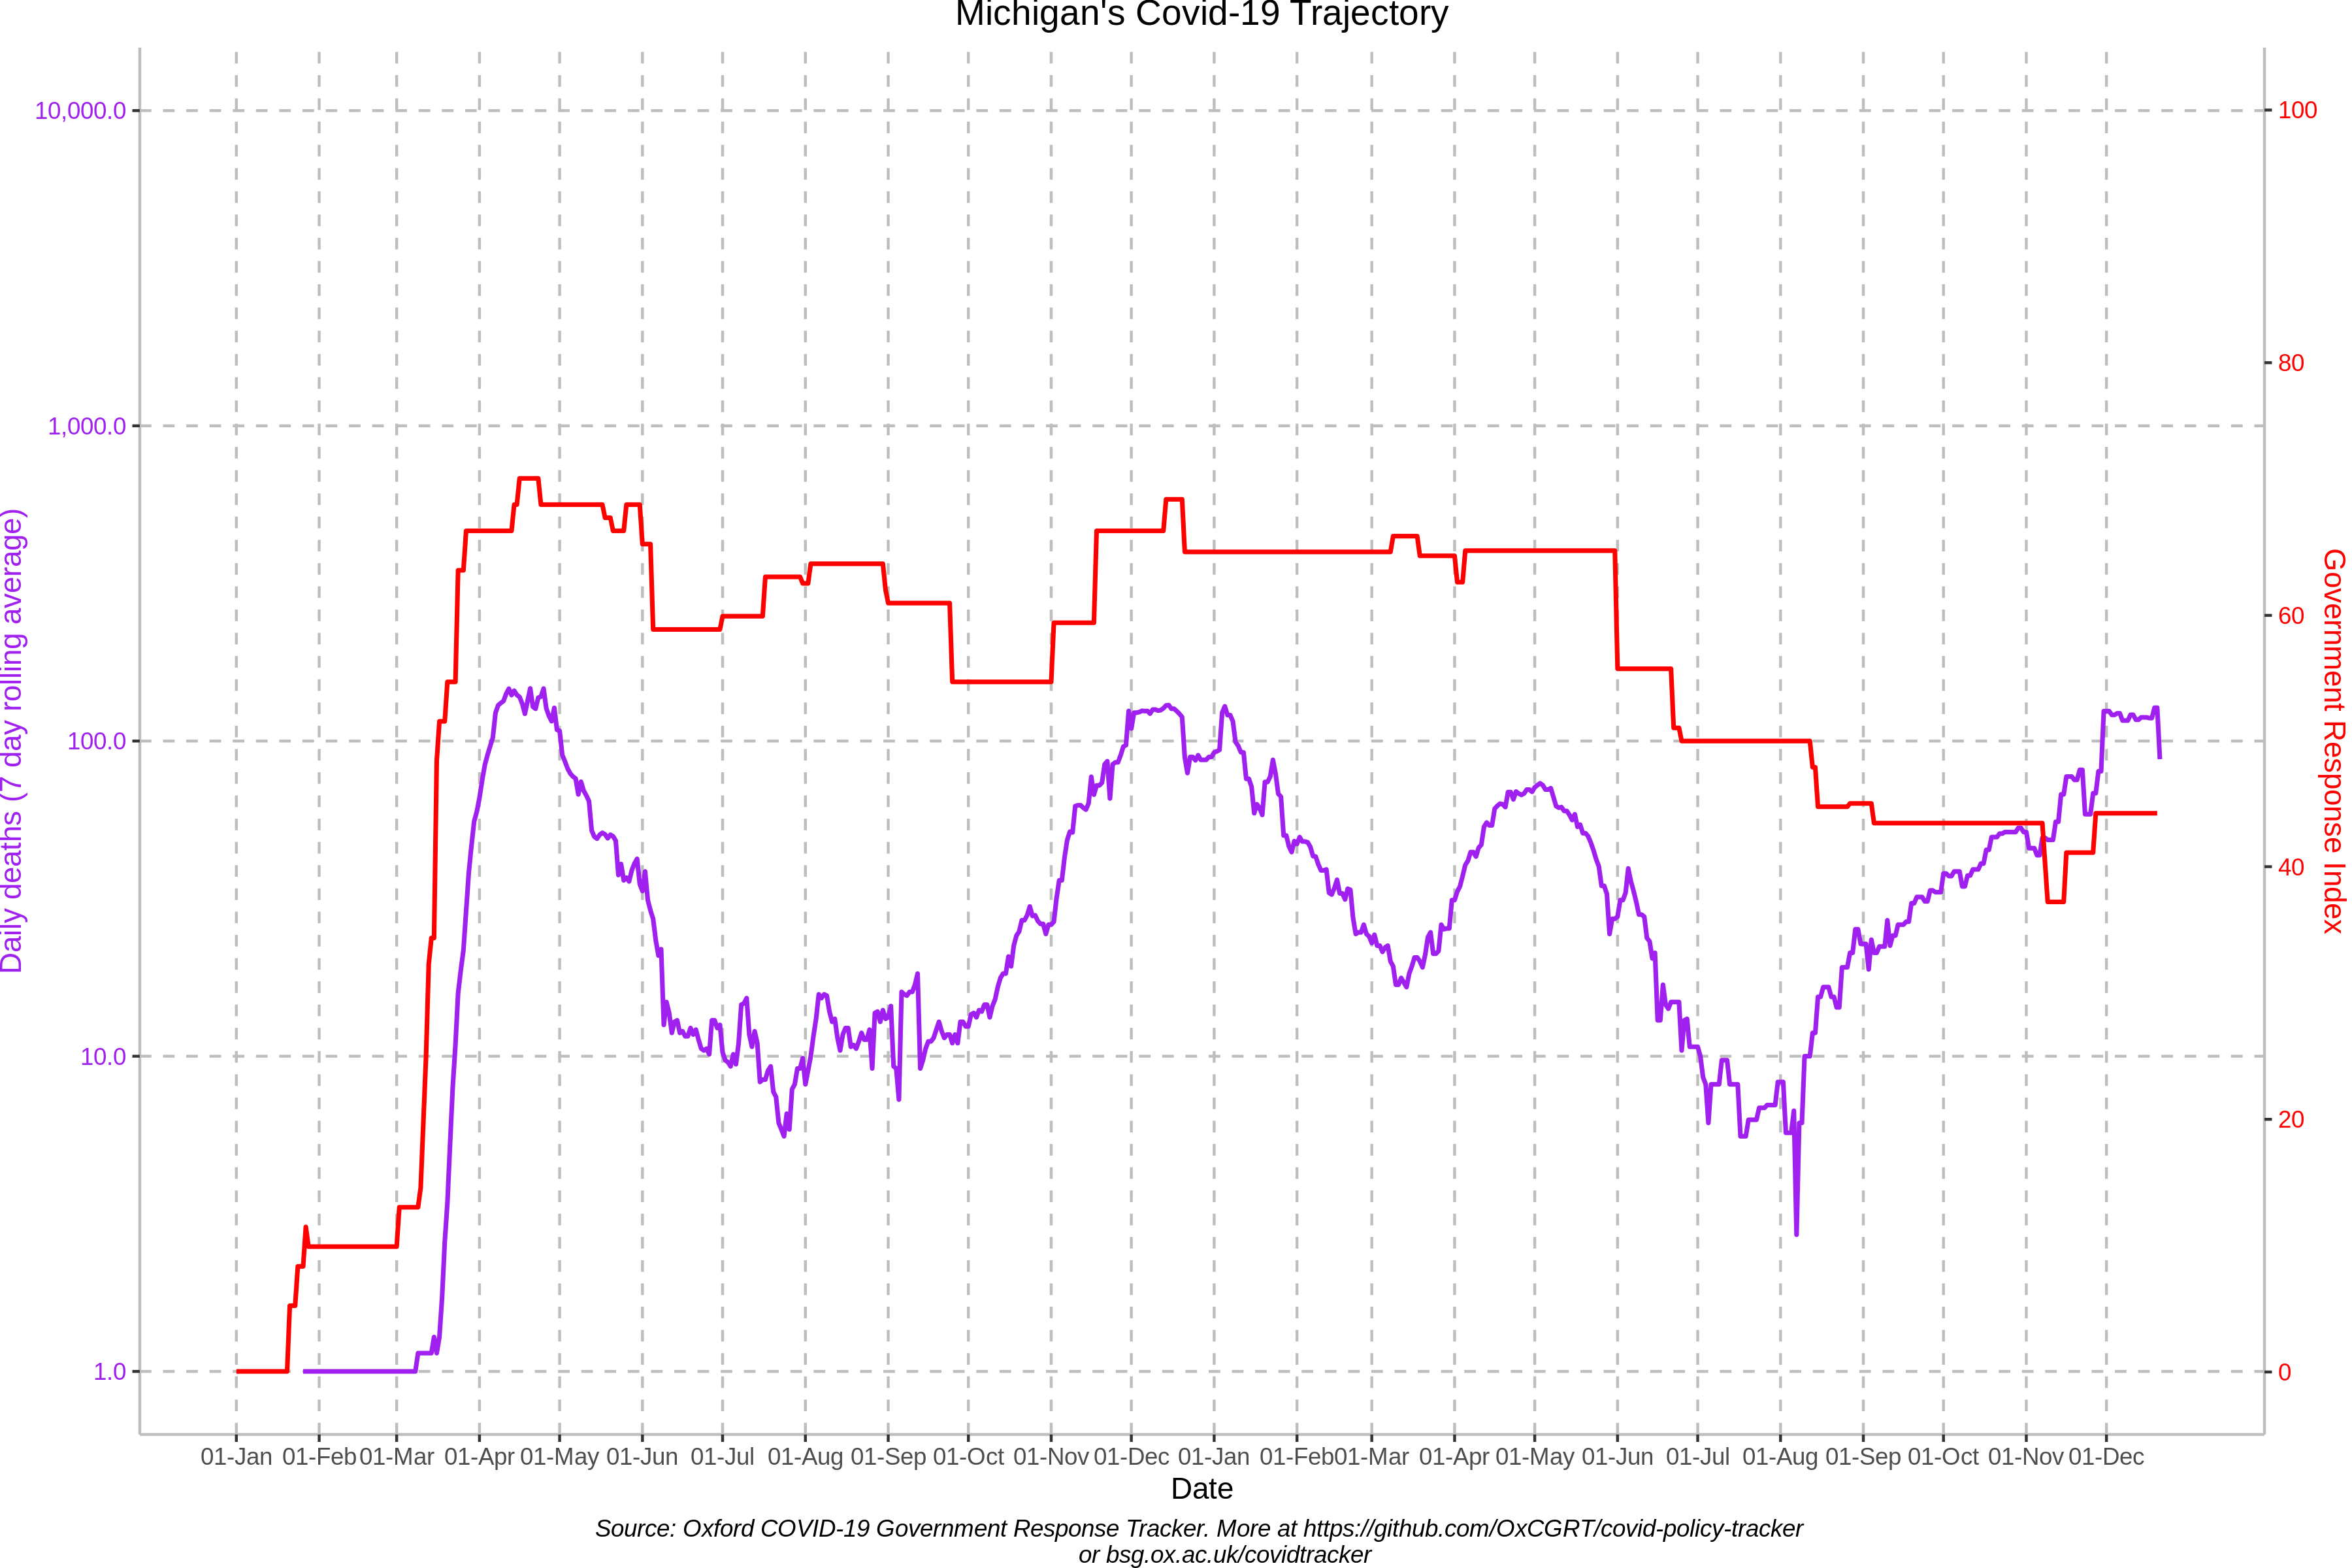 Michigan's Covid-19 Trajectory
Daily deaths (7 day rolling average)
10,000.0
1,000.0
100.0
10.0
1.0
100
80
60
40
20
0
Government Response Index
01-Jan 01-Feb 01-Mar 01-Apr 01-May 01-Jun 01-Jul 01-Aug 01-Sep 01-Oct 01-Nov 01-Dec 01-Jan 01-Feb 01-Mar 01-Apr 01-May 01-Jun 01-Jul 01-Aug 01-Sep 01-Oct 01-Nov 01-Dec
Date
Source: Oxford COVID-19 Government Response Tracker. More at https://github.com/OxCGRT/covid-policy-tracker
or bsg.ox.ac.uk/covidtracker